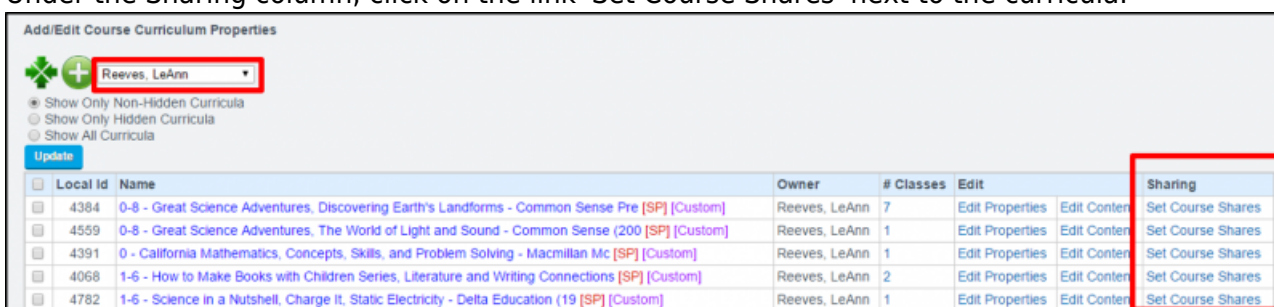 Under the Sharing column, click on the link 'Set Course Shares' next to the curricula.
Add/Edit Course Curriculum Properties
Reeves, LeAnn
Show Only Non-Hidden Curricula
Show Only Hidden Curricula
Show All Curricula
Update
Local Id Name Owner # Classes Edit Sharing
4384 0-8 - Great Science Adventures, Discovering Earth's Landforms - Common Sense Pre [SP] [Custom] Reeves, LeAnn 7 Edit Properties Edit Conten Set Course Shares
4559 0-8 - Great Science Adventures, The World of Light and Sound - Common Sense (200 [SP] [Custom] Reeves, LeAnn 1 Edit Properties Edit Conten Set Course Shares
4391 0 - California Mathematics, Concepts, Skills, and Problem Solving - Macmillan Mc [SP] [Custom] Reeves, LeAnn 1 Edit Properties Edit Conten Set Course Shares
4068 1-6 - How to Make Books with Children Series, Literature and Writing Connections [SP] [Custom] Reeves, LeAnn 2 Edit Properties Edit Conten Set Course Shares
4782 1-6 - Science in a Nutshell, Charge It, Static Electricity - Delta Education (19 [SP] [Custom] Reeves, LeAnn 1 Edit Properties Edit Conten Set Course Shares